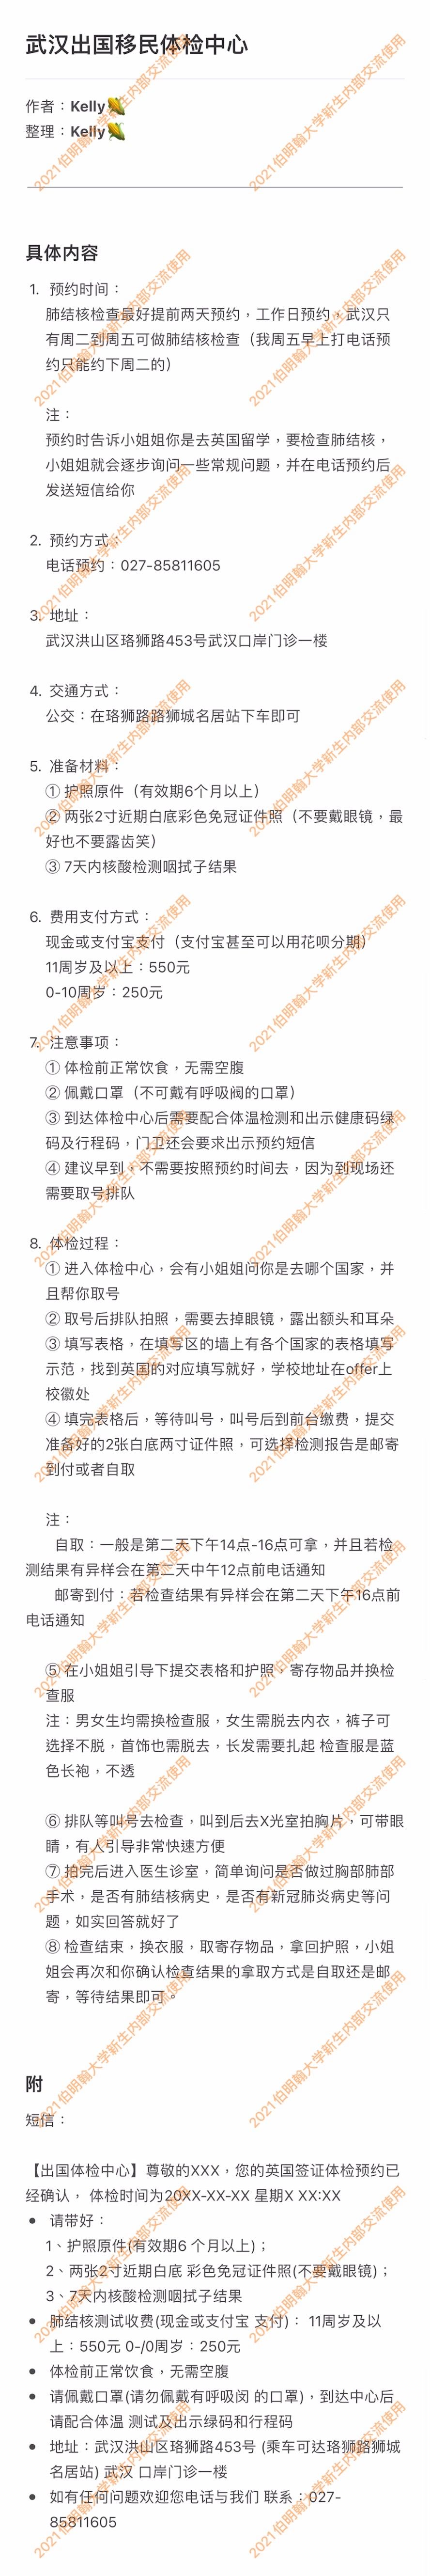 武汉出国移民体检中心
作者：Kelly🌽
整理：Kelly🌽
具体内容
1. 预约时间：
肺结核检查最好提前两天预约，工作日预约，武汉只
有周二到周五可做肺结核检查（我周五早上打电话预
约只能约下周二的）
注：
预约时告诉小姐姐你是去英国留学，要检查肺结核，
小姐姐就会逐步询问一些常规问题，并在电话预约后
发送短信给你
2. 预约方式：
电话预约：027-85811605
3. 地址：
武汉洪山区珞狮路453号武汉口岸门诊一楼
4. 交通方式：
公交：在珞狮路路狮城名居站下车即可
5. 准备材料：
① 护照原件（有效期6个月以上）
② 两张2寸近期白底彩色免冠证件照（不要戴眼镜，最
好也不要露齿笑）
③ 7天内核酸检测咽拭子结果
6. 费用支付方式：
现金或支付宝支付（支付宝甚至可以用花呗分期）
11周岁及以上：550元
0-10周岁：250元
7. 注意事项：
① 体检前正常饮食，无需空腹
② 佩戴口罩（不可戴有呼吸阀的口罩）
③ 到达体检中心后需要配合体温检测和出示健康码绿
码及行程码，门卫还会要求出示预约短信
④ 建议早到，不需要按照预约时间去，因为到现场还
需要取号排队
8. 体检过程：
① 进入体检中心，会有小姐姐问你是去哪个国家，并
且帮你取号
② 取号后排队拍照，需要去掉眼镜，露出额头和耳朵
③ 填写表格，在填写区的墙上有各个国家的表格填写
示范，找到英国的对应填写就好，学校地址在offer上
校徽处
④ 填完表格后，等待叫号，叫号后到前台缴费，提交
准备好的2张白底两寸证件照，可选择检测报告是邮寄
到付或者自取
注：
自取：一般是第二天下午14点-16点可拿，并且若检
测结果有异样会在第二天中午12点前电话通知
邮寄到付：若检查结果有异样会在第二天下午16点前
电话通知
⑤ 在小姐姐引导下提交表格和护照，寄存物品并换检
查服
注：男女生均需换检查服，女生需脱去内衣，裤子可
选择不脱，首饰也需脱去，长发需要扎起 检查服是蓝
色长袍，不透
⑥ 排队等叫号去检查，叫到后去X光室拍胸片，可带眼
睛，有人引导非常快速方便
⑦ 拍完后进入医生诊室，简单询问是否做过胸部肺部
手术，是否有肺结核病史，是否有新冠肺炎病史等问
题，如实回答就好了
⑧ 检查结束，换衣服，取寄存物品，拿回护照，小姐
姐会再次和你确认检查结果的拿取方式是自取还是邮
寄，等待结果即可。
附
短信：
【出国体检中心】尊敬的XXX，您的英国签证体检预约已
经确认， 体检时间为20XX-XX-XX 星期X XX:XX
• 请带好：
1、护照原件(有效期6 个月以上)；
2、两张2寸近期白底 彩色免冠证件照(不要戴眼镜)；
3、7天内核酸检测咽拭子结果
• 肺结核测试收费(现金或支付宝 支付)： 11周岁及以
上：550元 0-/0周岁：250元
• 体检前正常饮食，无需空腹
• 请佩戴口罩(请勿佩戴有呼吸闵 的口罩)，到达中心后
请配合体温 测试及出示绿码和行程码
• 地址：武汉洪山区珞狮路453号 (乘车可达珞狮路狮城
名居站) 武汉 口岸门诊一楼
• 如有任何问题欢迎您电话与我们 联系：027-
85811605
2021伯明翰大学新生内部交流使用